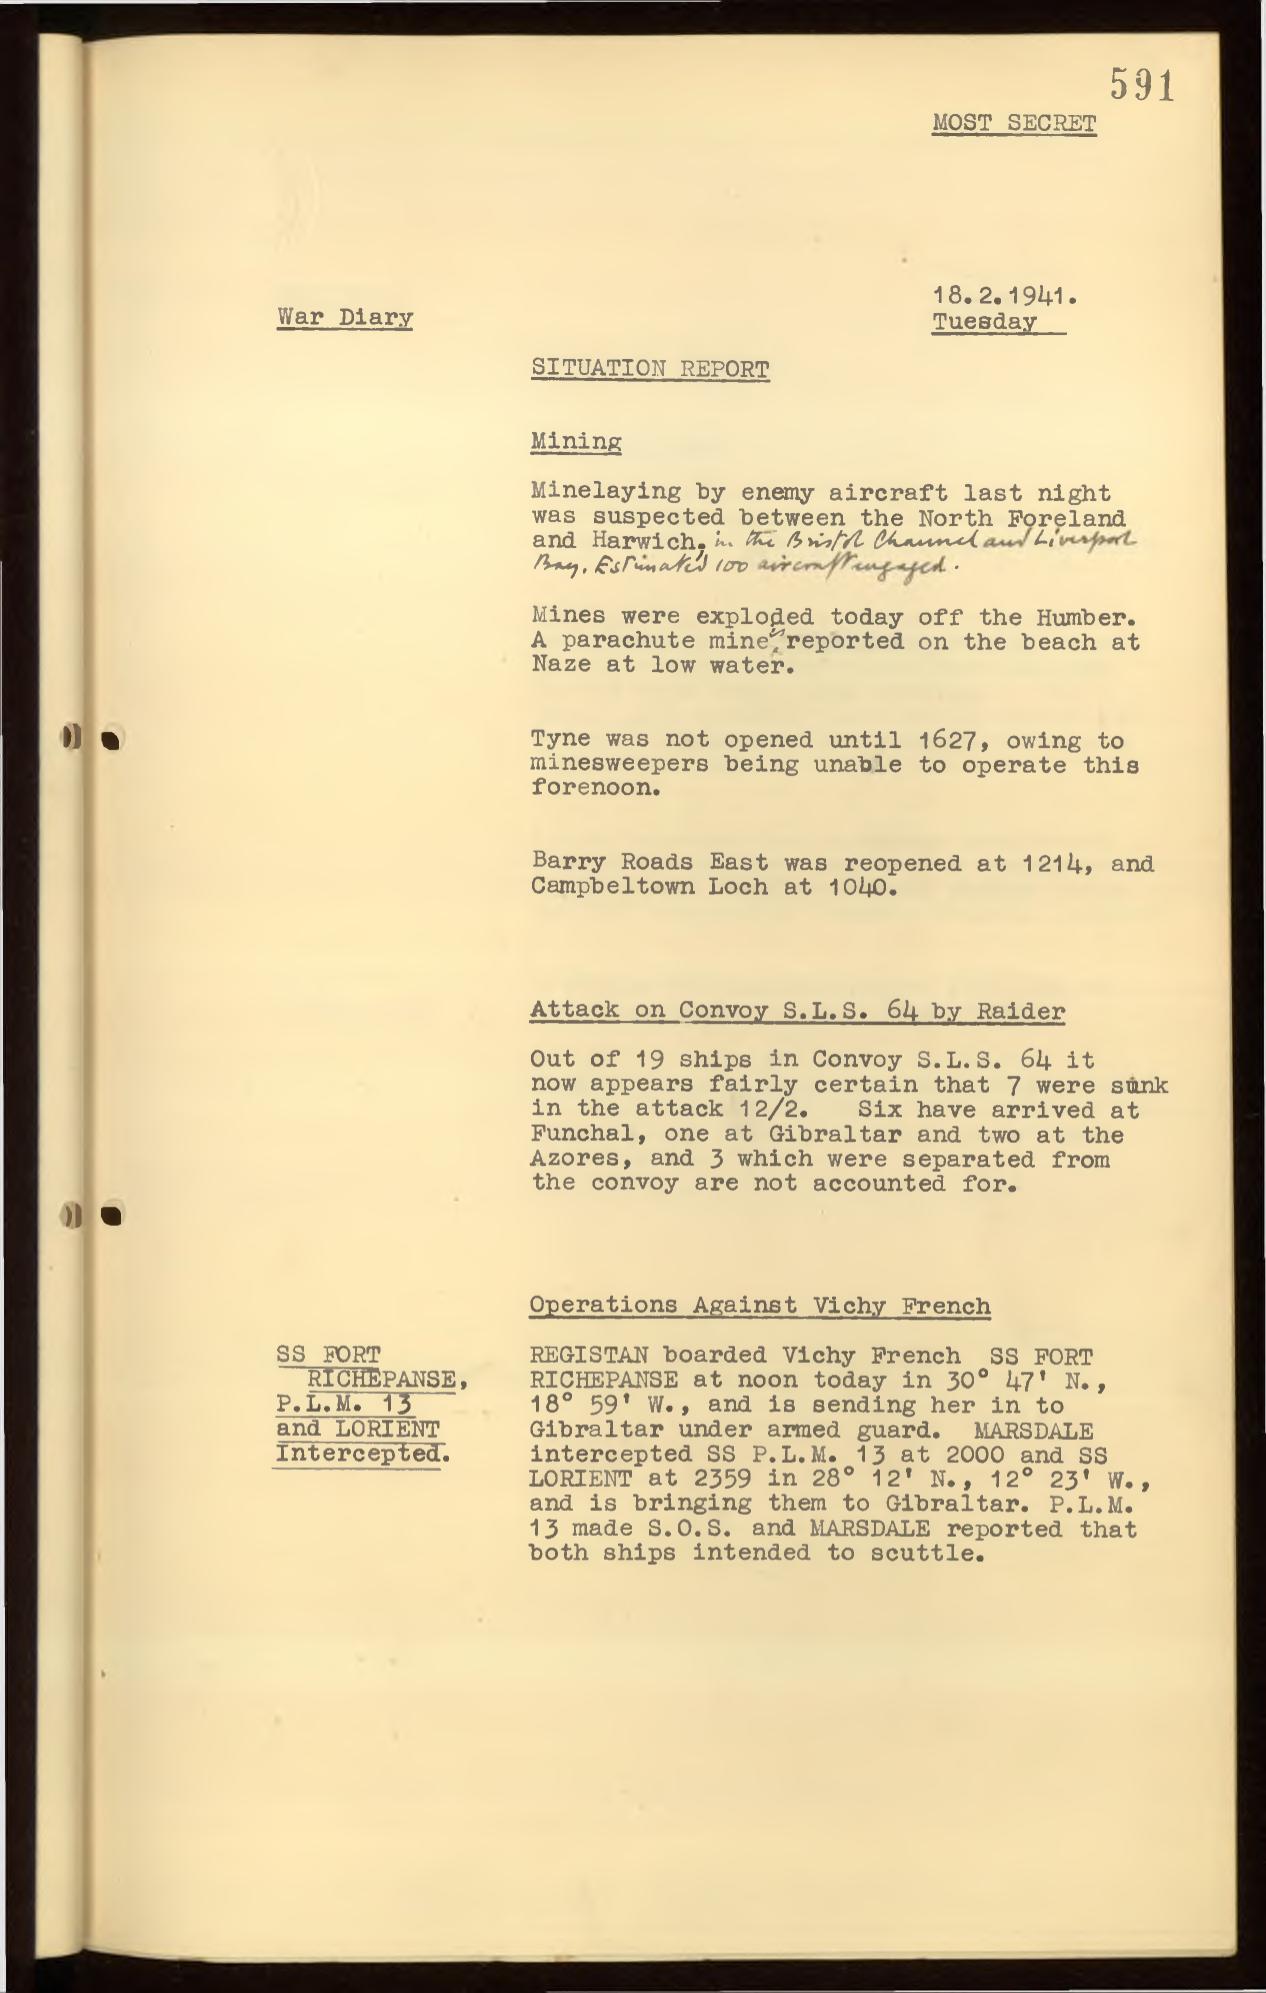 591
MOST SECRET
18.2.1941.
War Diary
Tuesday
SITUATION REPORT
Mining
Minelaying by enemy aircraft last night
was suspected between the North Foreland
and Harwich, in the Bristol Channel and Liverpool
Bay. Estimated 100 aircraft engaged.
Mines were exploded today off the Humber.
A parachute mine is reported on the beach at
Naze at low water.
Tyne was not opened until 1627, owing to
minesweepers being unable to operate this
forenoon.
Barry Roads East was reopened at 1214, and
Campbeltown Loch at 1040.
Attack on Convoy S.L.S. 64 by Raider
Out of 19 ships in Convoy S.L.S. 64 it
now appears fairly certain that 7 were sunk
in the attack 12/2. Six have arrived at
Funchal, one at Gibraltar and two at the
Azores, and 3 which were separated from
the convoy are not accounted for.
Operations Against Vichy French
SS FORT
RICHEPANSE,
P.L.M. 13
and LORIENT
Intercepted.
REGISTAN boarded Vichy French SS FORT
RICHEPANSE at noon today in 30° 47' N.,
18° 59' W., and is sending her in to
Gibraltar under armed guard. MARSDALE
intercepted SS P.L.M. 13 at 2000 and SS
LORIENT at 2359 in 28° 12' N., 12° 23' W.,
and is bringing them to Gibraltar. P.L.M.
13 made S.O.S. and MARSDALE reported that
both ships intended to scuttle.